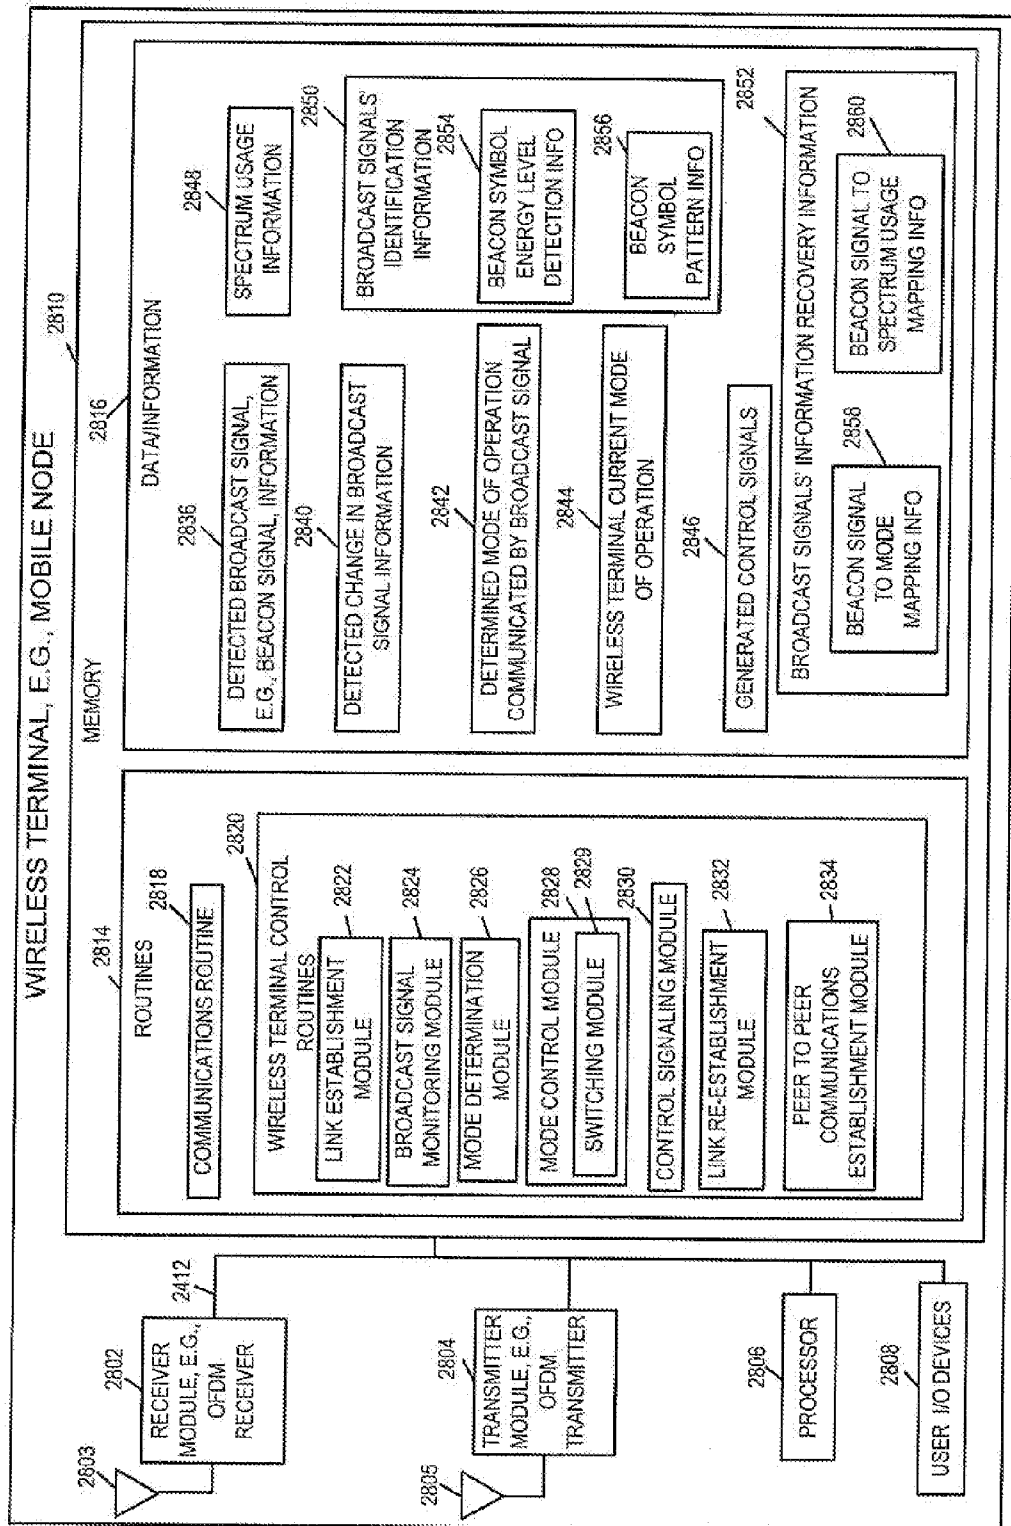 WIRELESS TERMINAL, E.G., MOBILE NODE
2810
2803
2802
RECEIVER
MODULE, E.G.,
OFDM
RECEIVER
2412
2805
2804
TRANSMITTER
MODULE, E.G.,
OFDM
TRANSMITTER
2806
PROCESSOR
2808
USER I/O DEVICES
MEMORY
2814
ROUTINES
2818
COMMUNICATIONS ROUTINE
2820
WIRELESS TERMINAL CONTROL
ROUTINES
2822
LINK ESTABLISHMENT
MODULE
2824
BROADCAST SIGNAL
MONITORING MODULE
2826
MODE DETERMINATION
MODULE
2828
MODE CONTROL MODULE
2829
SWITCHING MODULE
2830
CONTROL SIGNALING MODULE
2832
LINK RE-ESTABLISHMENT
MODULE
2834
PEER TO PEER
COMMUNICATIONS
ESTABLISHMENT MODULE
2816
DATA/INFORMATION
2836
DETECTED BROADCAST SIGNAL,
E.G., BEACON SIGNAL, INFORMATION
2840
DETECTED CHANGE IN BROADCAST
SIGNAL INFORMATION
2842
DETERMINED MODE OF OPERATION
COMMUNICATED BY BROADCAST SIGNAL
2844
WIRELESS TERMINAL CURRENT MODE
OF OPERATION
2846
GENERATED CONTROL SIGNALS
2848
SPECTRUM USAGE
INFORMATION
2850
BROADCAST SIGNALS'
IDENTIFICATION
INFORMATION
2854
BEACON SYMBOL
ENERGY LEVEL
DETECTION INFO
2856
BEACON
SYMBOL
PATTERN INFO
2852
BROADCAST SIGNALS' INFORMATION RECOVERY INFORMATION
2858
BEACON SIGNAL
TO MODE
MAPPING INFO
2860
BEACON SIGNAL TO
SPECTRUM USAGE
MAPPING INFO